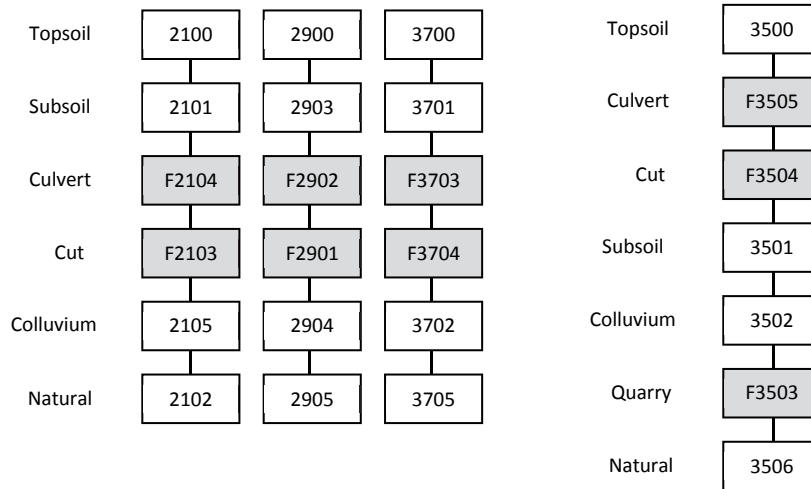 Topsoil 2100 2900 3700
Subsoil 2101 2903 3701
Culvert F2104 F2902 F3703
Cut F2103 F2901 F3704
Colluvium 2105 2904 3702
Natural 2102 2905 3705
Topsoil 3500
Culvert F3505
Cut F3504
Subsoil 3501
Colluvium 3502
Quarry F3503
Natural 3506